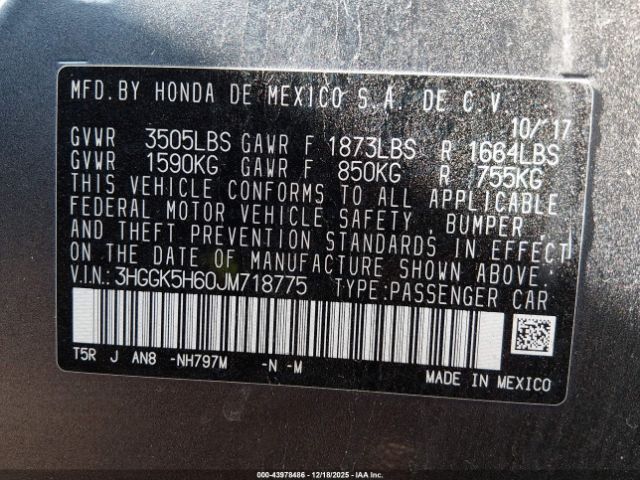 MFD.BY HONDA DE MEXICO S.A. DE C.V.
10/'17
GVWR 3505LBS GAWR F 1873LBS R 1664LBS
GVWR 1590KG GAWR F 850KG R 755KG
THIS VEHICLE CONFORMS TO ALL APPLICABLE
FEDERAL MOTOR VEHICLE SAFETY, BUMPER
AND THEFT PREVENTION STANDARDS IN EFFECT
ON THE DATE OF MANUFACTURE SHOWN ABOVE.
V.I.N.: 3HGGK5H60JM718775 TYPE:PASSENGER CAR
T5R J AN8 -NH797M -N -M
MADE IN MEXICO
00-43978486 - 12/18/2025 - Copyright IAA, Inc.